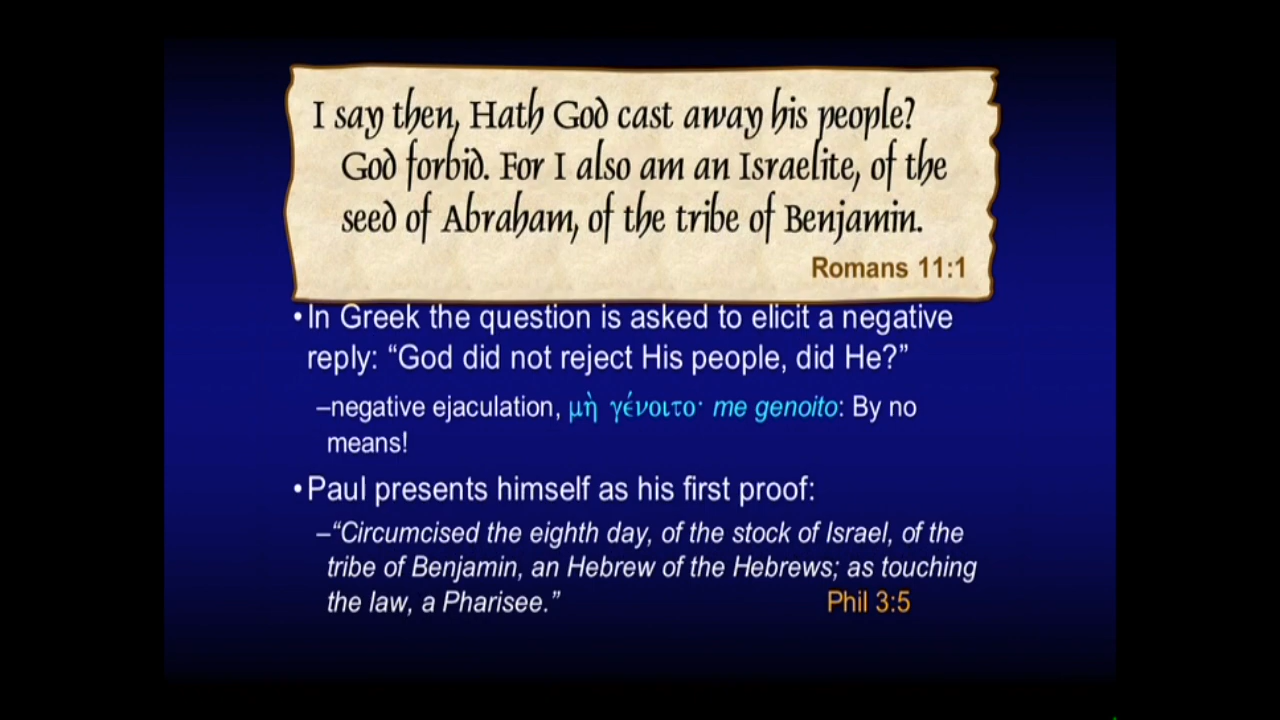 I say then, Hath God cast away his people?
God forbid. For I also am an Israelite, of the
seed of Abraham, of the tribe of Benjamin.
Romans 11:1
• In Greek the question is asked to elicit a negative
reply: “God did not reject His people, did He?”
–negative ejaculation, μὴ γένοιτο· me genoito: By no
means!
• Paul presents himself as his first proof:
–“Circumcised the eighth day, of the stock of Israel, of the
tribe of Benjamin, an Hebrew of the Hebrews; as touching
the law, a Pharisee.” Phil 3:5